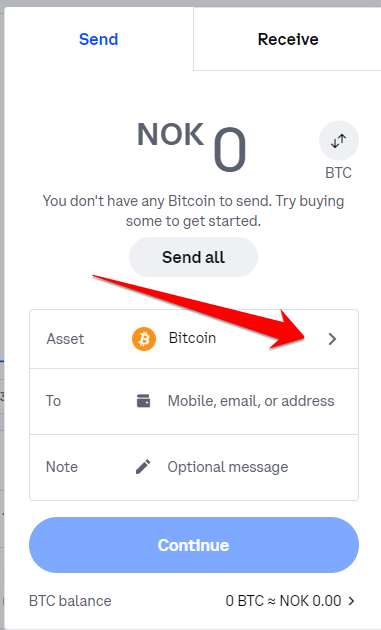 Send
Receive
NOK 0
BTC
You don't have any Bitcoin to send. Try buying
some to get started.
Send all
Asset Bitcoin
To Mobile, email, or address
Note Optional message
Continue
BTC balance 0 BTC ≈ NOK 0.00